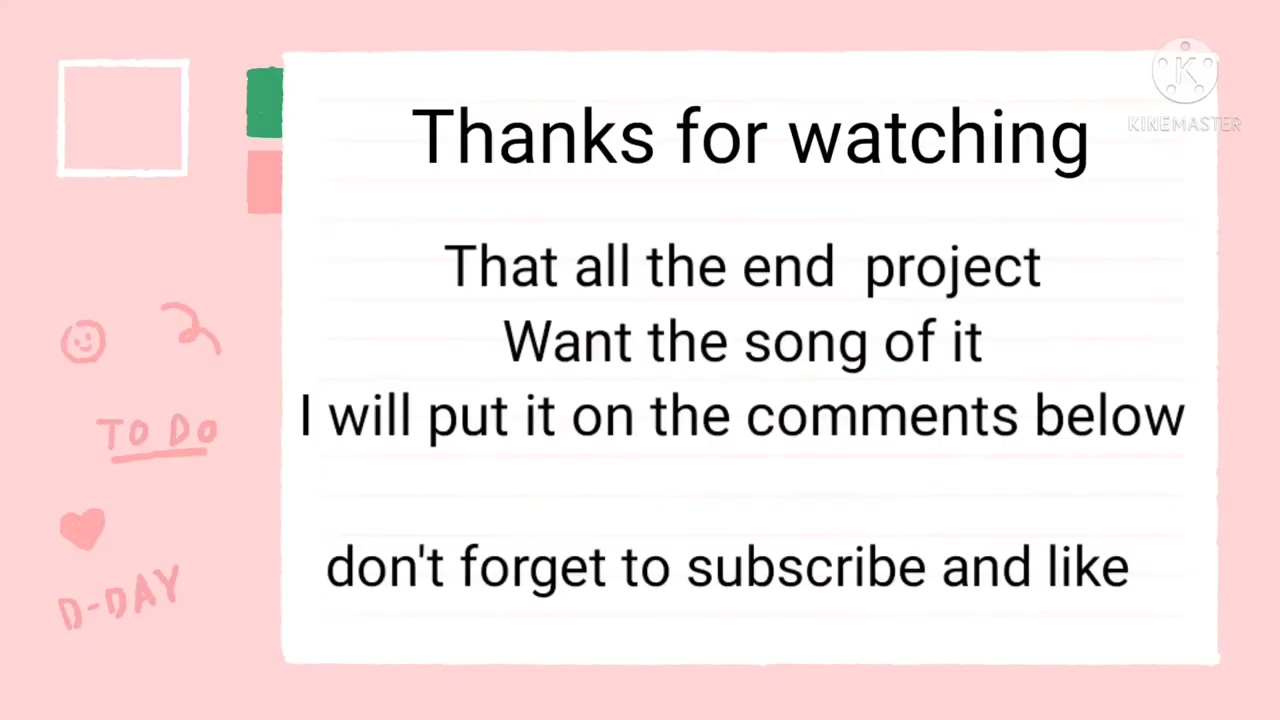 Thanks for watching
That all the end  project
Want the song of it
I will put it on the comments below
don't forget to subscribe and like
K
KINEMASTER
TO DO
D-DAY